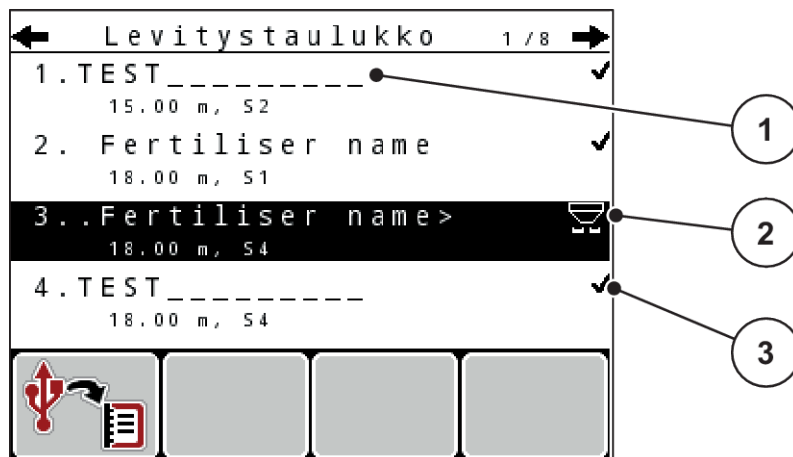 Levitystaulukko 1/8
1.TEST_________
15.00 m, S2
2. Fertiliser name
18.00 m, S1
3..Fertiliser name>
18.00 m, S4
4.TEST_________
18.00 m, S4
1
2
3